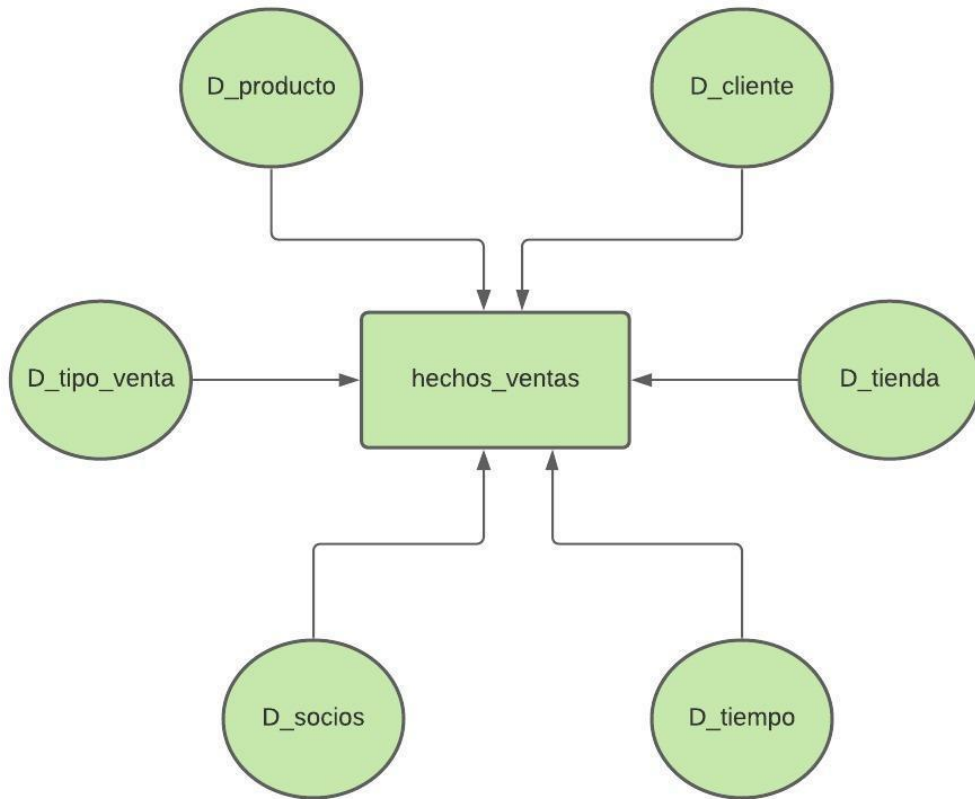 D_producto
D_cliente
D_tipo_venta
hechos_ventas
D_tienda
D_socios
D_tiempo